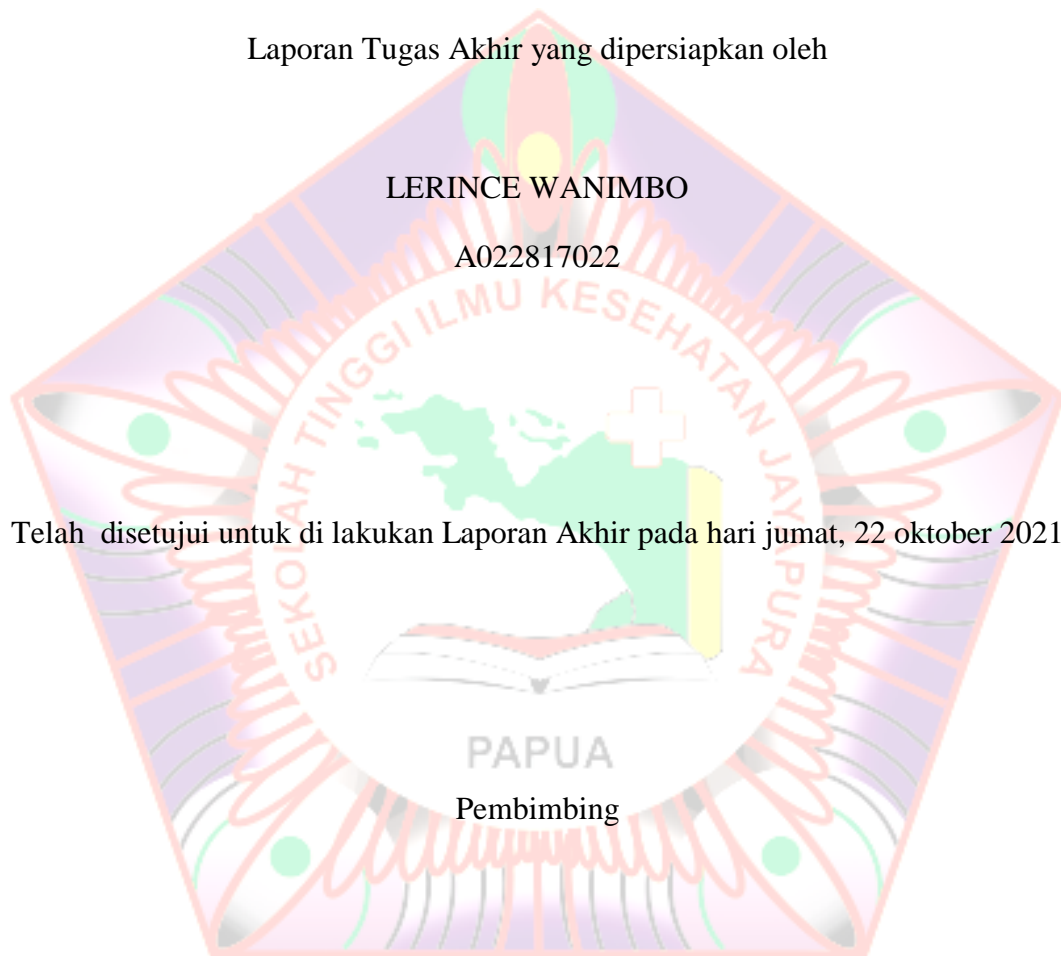 Laporan Tugas Akhir yang dipersiapkan oleh
LERINCE WANIMBO
A022817022
SEKOLAH TINGGI ILMU KESEHATAN JAYAPURA
Telah disetujui untuk di lakukan Laporan Akhir pada hari jumat, 22 oktober 2021
PAPUA
Pembimbing